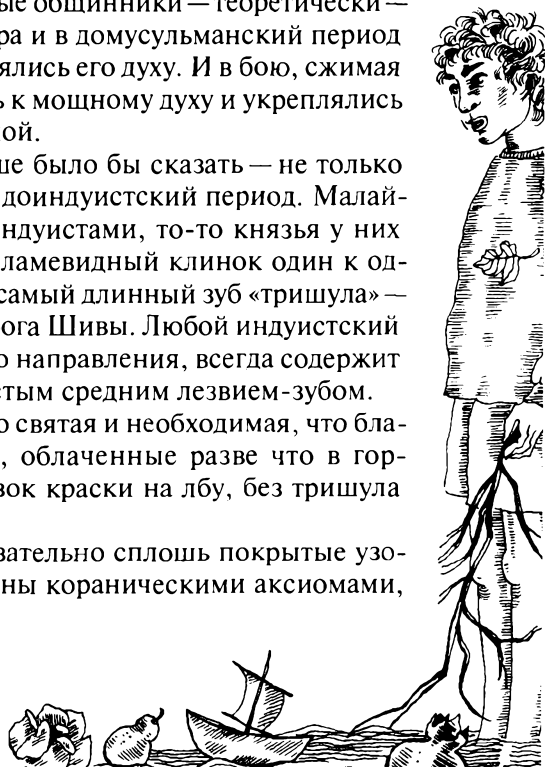 ые общинники — теоретически —
ра и в домусульманский период
ялись его духу. И в бою, сжимая
ь к мощному духу и укреплялись
ой.
ше было бы сказать — не только
доиндуистский период. Малай-
ндуистами, то-то князья у них
ламевидный клинок один к од-
самый длинный зуб «тришула» —
ога Шивы. Любой индуистский
о направления, всегда содержит
стым средним лезвием-зубом.
о святая и необходимая, что бла-
, облаченные разве что в гор-
зок краски на лбу, без тришула
зательно сплошь покрытые узо-
ны кораническими аксиомами,